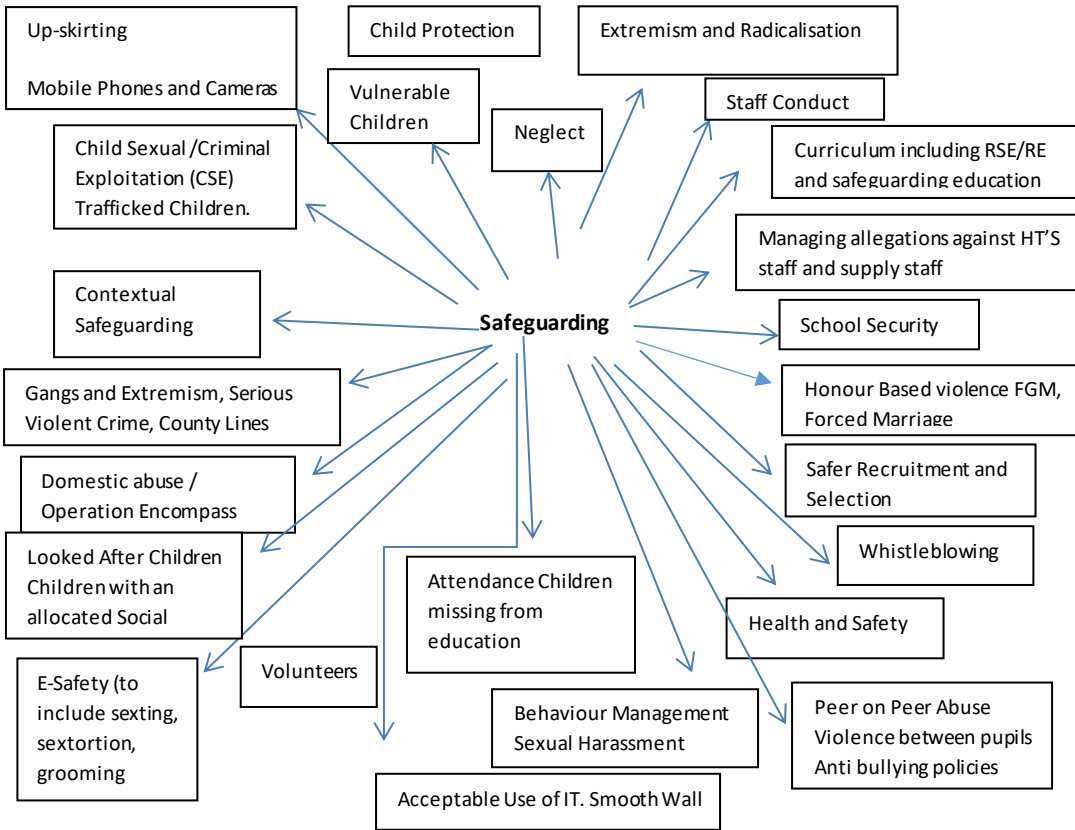 Up-skirting
Mobile Phones and Cameras
Child Protection
Extremism and Radicalisation
Vulnerable
Children
Neglect
Staff Conduct
Child Sexual /Criminal
Exploitation (CSE)
Trafficked Children.
Curriculum including RSE/RE
and safeguarding education
Managing allegations against HT'S
staff and supply staff
Contextual
Safeguarding
Safeguarding
School Security
Gangs and Extremism, Serious
Violent Crime, County Lines
Honour Based violence FGM,
Forced Marriage
Domestic abuse /
Operation Encompass
Safer Recruitment and
Selection
Looked After Children
Children with an
allocated Social
Whistleblowing
Attendance Children
missing from
education
Health and Safety
Volunteers
E-Safety (to
include sexting,
sextortion,
grooming
Behaviour Management
Sexual Harassment
Peer on Peer Abuse
Violence between pupils
Anti bullying policies
Acceptable Use of IT. Smooth Wall